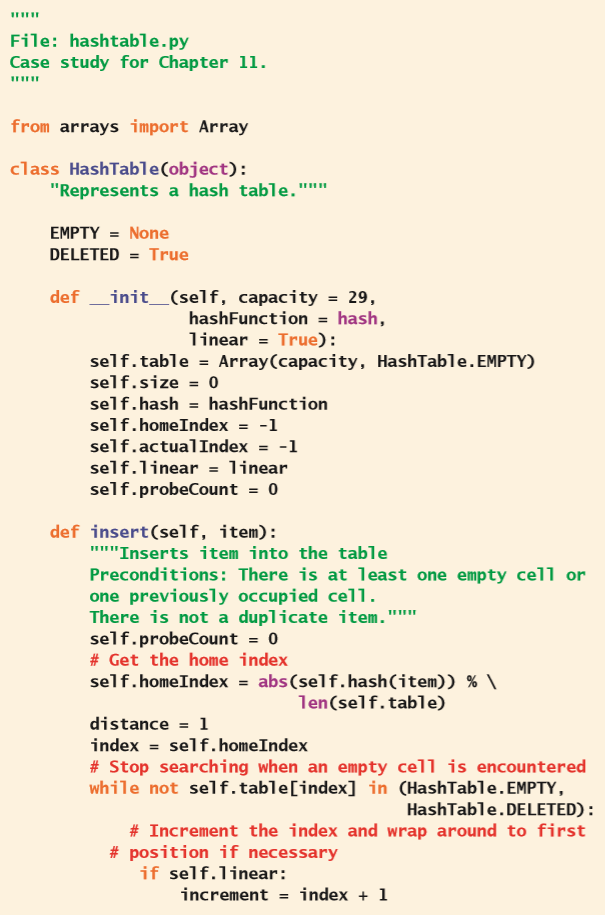 """
File: hashtable.py
Case study for Chapter 11.
"""
from arrays import Array
class HashTable(object):
"Represents a hash table."""
EMPTY = None
DELETED = True
def __init__(self, capacity = 29,
hashFunction = hash,
linear = True):
self.table = Array(capacity, HashTable.EMPTY)
self.size = 0
self.hash = hashFunction
self.homeIndex = -1
self.actualIndex = -1
self.linear = linear
self.probeCount = 0
def insert(self, item):
"""Inserts item into the table
Preconditions: There is at least one empty cell or
one previously occupied cell.
There is not a duplicate item."""
self.probeCount = 0
# Get the home index
self.homeIndex = abs(self.hash(item)) % \
len(self.table)
distance = 1
index = self.homeIndex
# Stop searching when an empty cell is encountered
while not self.table[index] in (HashTable.EMPTY,
HashTable.DELETED):
# Increment the index and wrap around to first
# position if necessary
if self.linear:
increment = index + 1